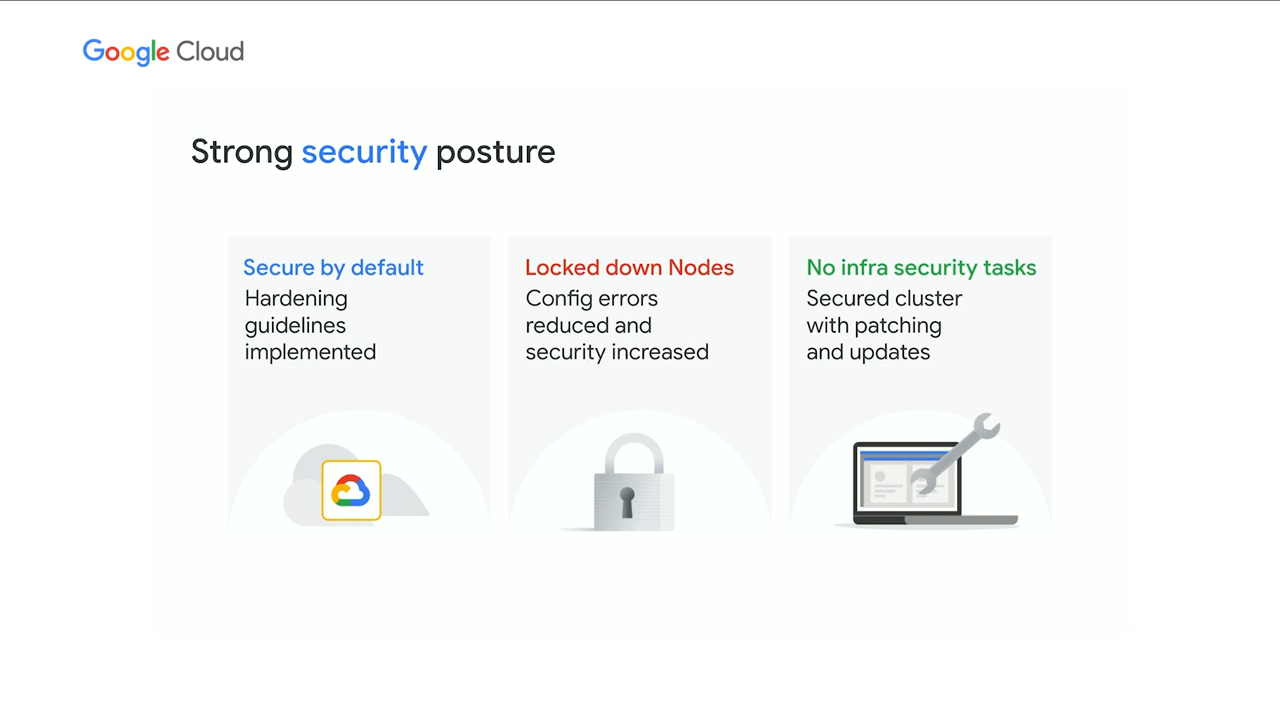 Google Cloud
Strong security posture
Secure by default
Hardening
guidelines
implemented
Locked down Nodes
Config errors
reduced and
security increased
No infra security tasks
Secured cluster
with patching
and updates